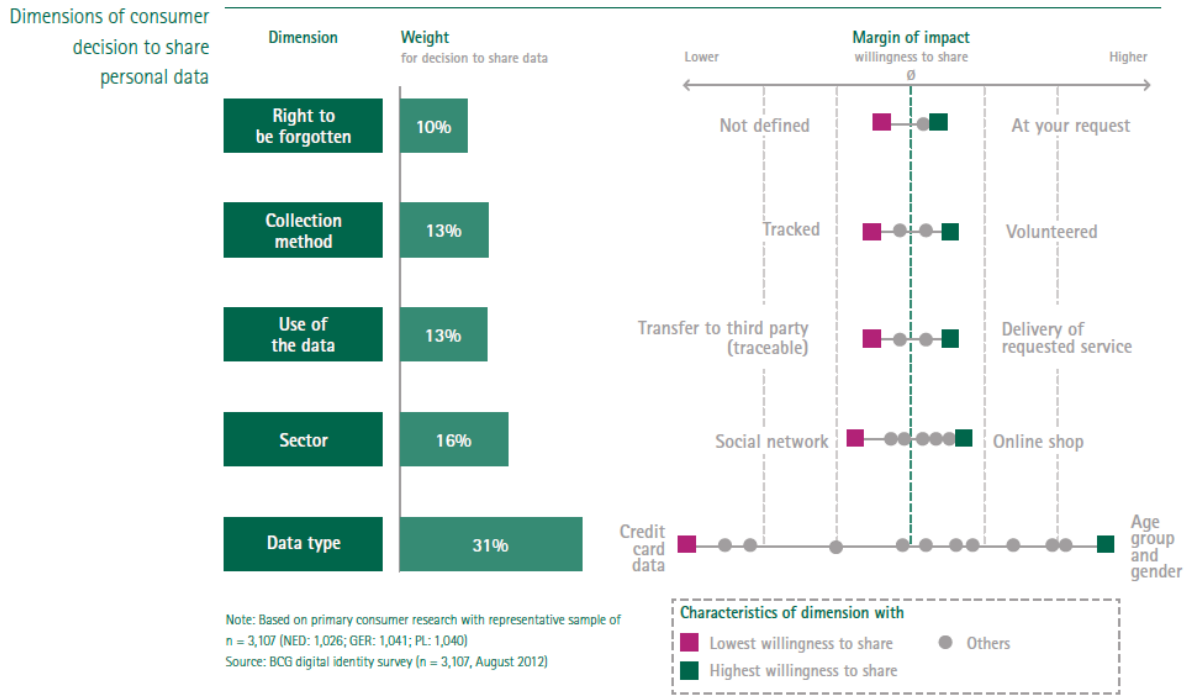 Dimensions of consumer
decision to share
personal data
Dimension
Weight
for decision to share data
Margin of impact
willingness to share
Lower
Ø
Higher
Right to
be forgotten
10%
Not defined
At your request
Collection
method
13%
Tracked
Volunteered
Use of
the data
13%
Transfer to third party
(traceable)
Delivery of
requested service
Sector
16%
Social network
Online shop
Data type
31%
Credit
card
data
Age
group
and
gender
Note: Based on primary consumer research with representative sample of
n = 3,107 (NED: 1,026; GER: 1,041; PL: 1,040)
Source: BCG digital identity survey (n = 3,107, August 2012)
Characteristics of dimension with
Lowest willingness to share
Others
Highest willingness to share